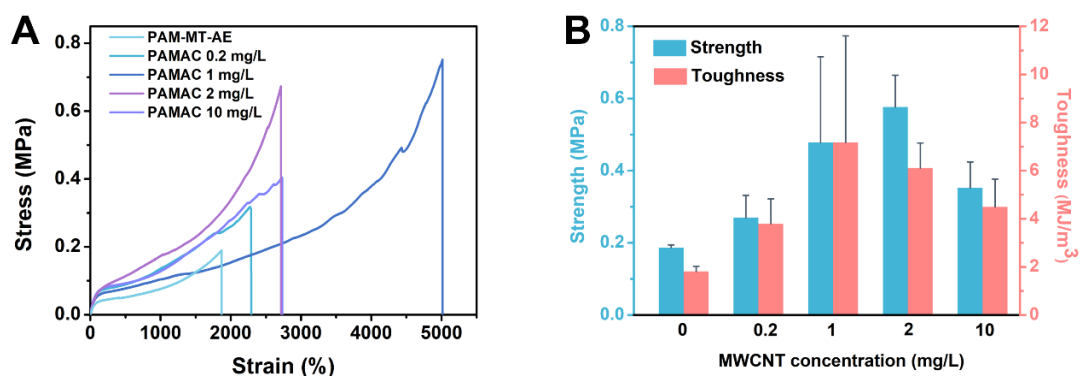 A
PAM-MT-AE
PAMAC 0.2 mg/L
PAMAC 1 mg/L
PAMAC 2 mg/L
PAMAC 10 mg/L
Stress (MPa)
0.8
0.6
0.4
0.2
0.0
0 1000 2000 3000 4000 5000
Strain (%)
B
Strength
Toughness
Strength (MPa)
0.8
0.6
0.4
0.2
0.0
0 0.2 1 2 10
MWCNT concentration (mg/L)
12
10
8
6
4
2
0
Toughness (MJ/m³)